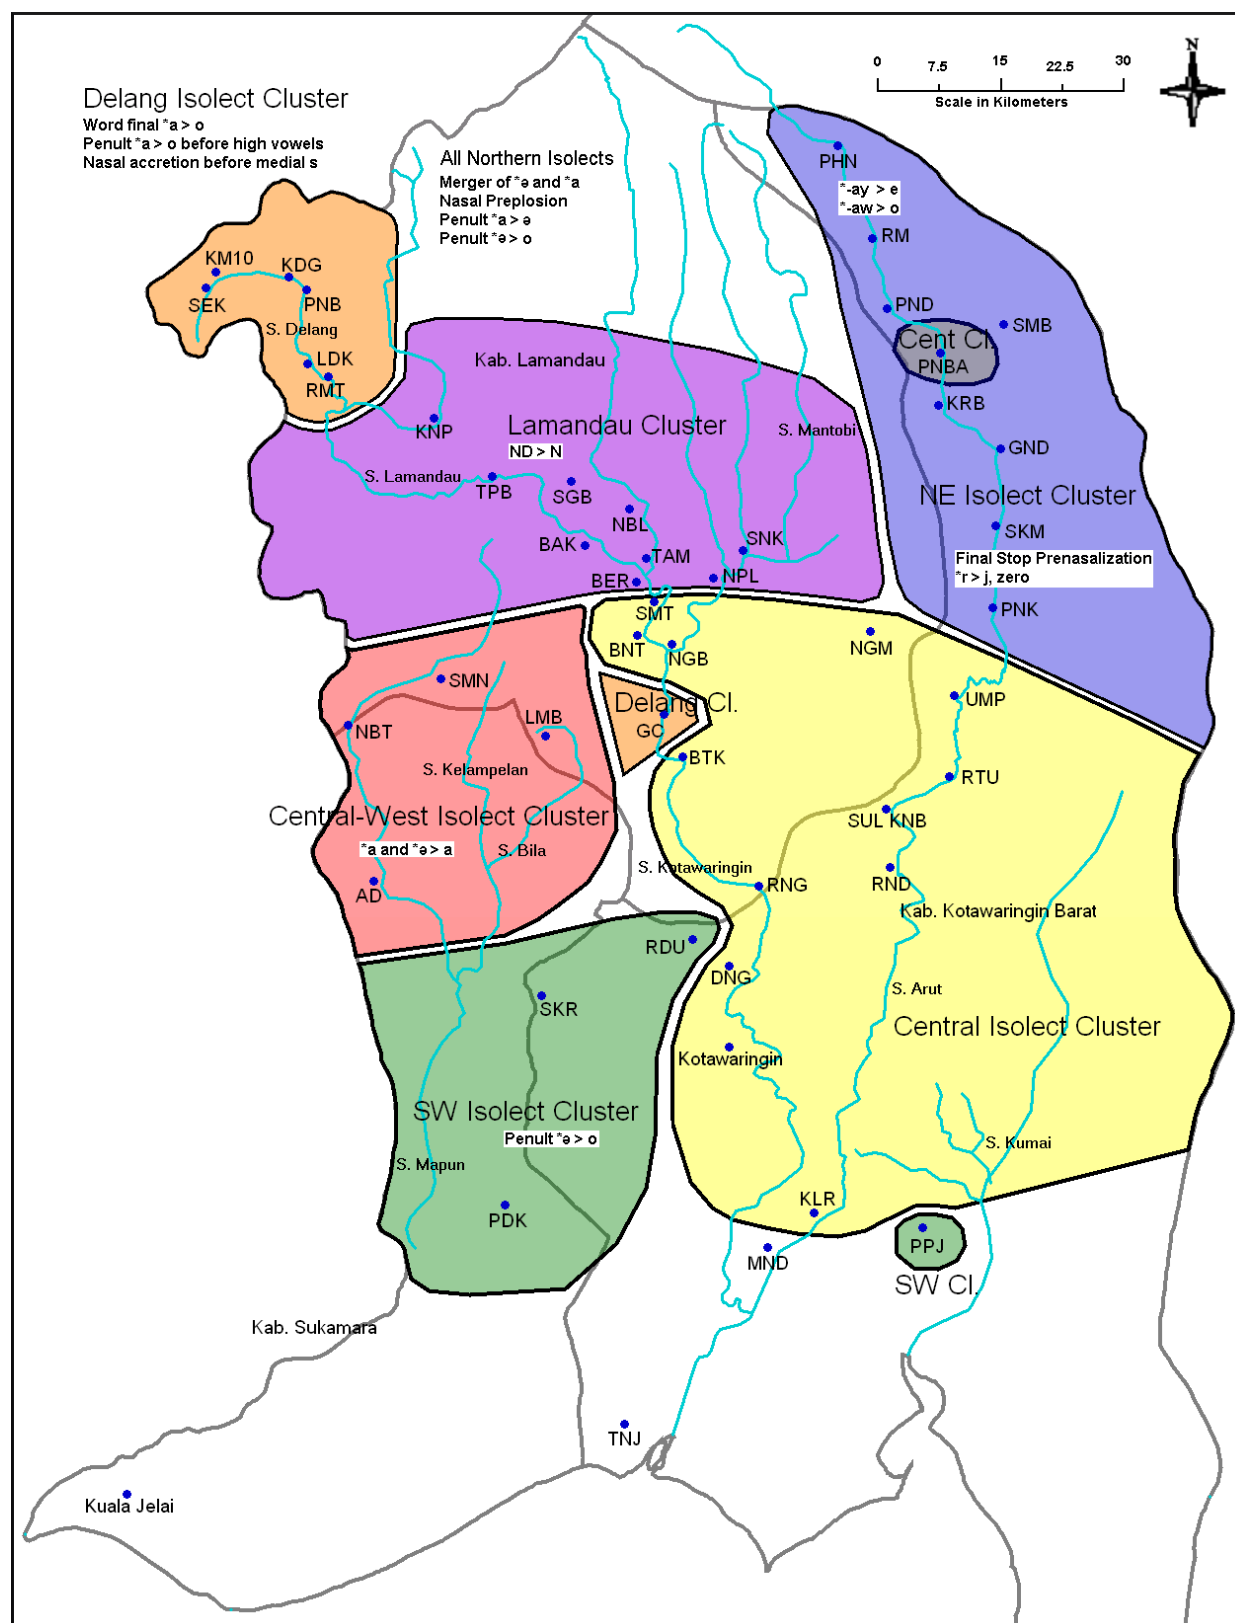 N
0 7.5 15 22.5 30
Scale in Kilometers
Delang Isolect Cluster
Word final *a > o
Penult *a > o before high vowels
Nasal accretion before medial s
All Northern Isolects
Merger of *ə and *a
Nasal Preplosion
Penult *a > ə
Penult *ə > o
PHN
*-ay > e
*-aw > o
RM
KM10
KDG
SEK
PNB
PND
S. Delang
SMB
Cent Cl.
PNBA
LDK
Kab. Lamandau
RMT
KRB
KNP
Lamandau Cluster
S. Mantobi
ND > N
GND
S. Lamandau
TPB
SGB
NE Isolect Cluster
NBL
SKM
BAK
SNK
TAM
Final Stop Prenasalization
*r > j, zero
BER
NPL
SMT
PNK
BNT
NGB
NGM
SMN
UMP
Delang Cl.
LMB
NBT
GC
BTK
S. Kelampelan
RTU
Central-West Isolect Cluster
SUL KNB
*a and *ə > a
S. Bila
S. Kotawaringin
AD
RNG
RND
Kab. Kotawaringin Barat
RDU
DNG
SKR
S. Arut
Central Isolect Cluster
Kotawaringin
SW Isolect Cluster
Penult *ə > o
S. Kumai
S. Mapun
KLR
PDK
PPJ
MND
SW Cl.
Kab. Sukamara
TNJ
Kuala Jelai